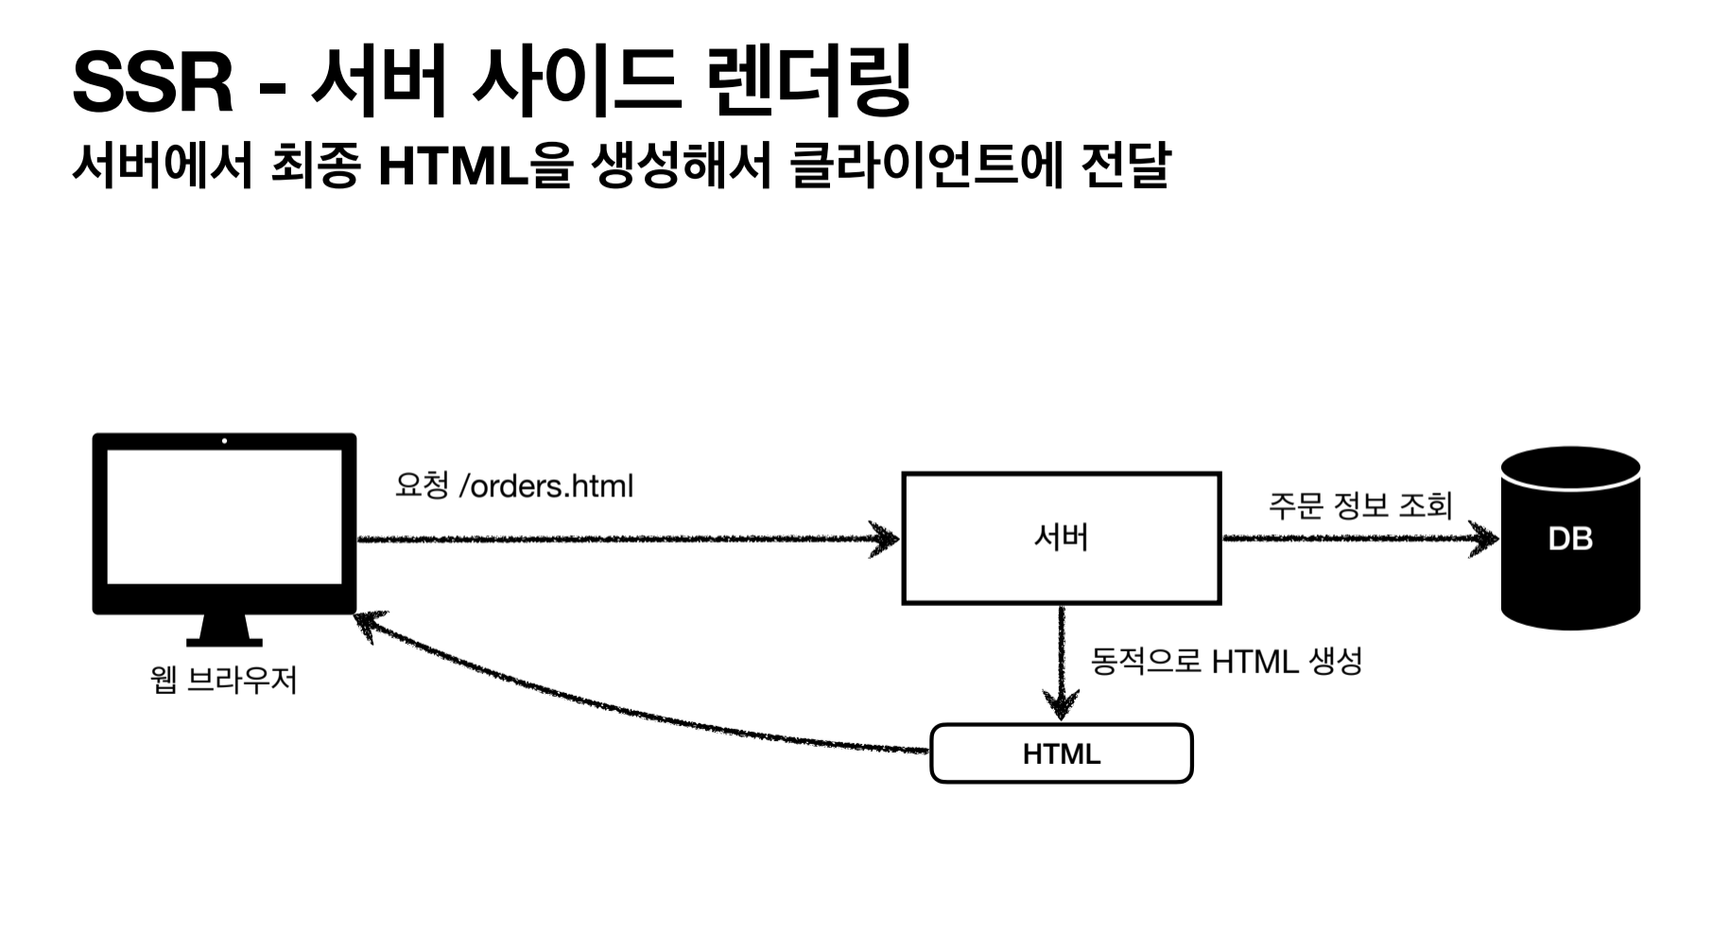 SSR - 서버 사이드 렌더링
서버에서 최종 HTML을 생성해서 클라이언트에 전달
요청 /orders.html
서버
주문 정보 조회
DB
웹 브라우저
동적으로 HTML 생성
HTML